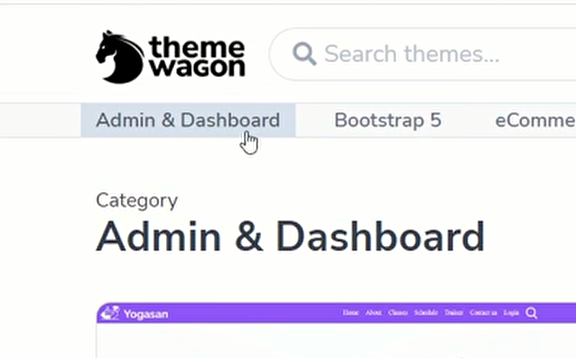 theme
wagon
Search themes...
Admin & Dashboard
Bootstrap 5
eComme
Category
Admin & Dashboard
Yogasan
Home About Classes Schedule Trainer Contact us Login